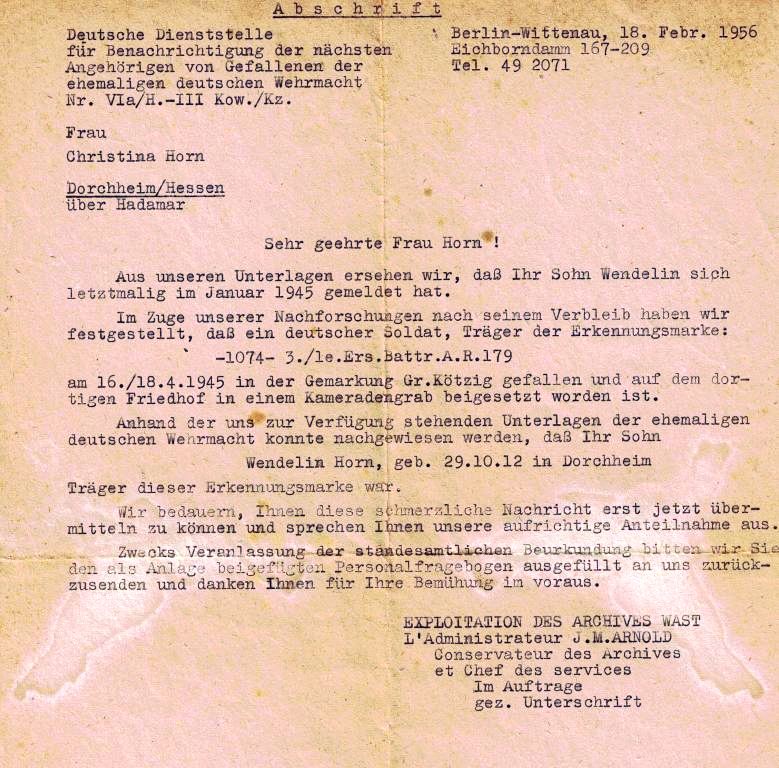 Abschrift
Deutsche Dienststelle
für Benachrichtigung der nächsten
Angehörigen von Gefallenen der
ehemaligen deutschen Wehrmacht
Nr. VIa/H.-III Kow./Kz.
Berlin-Wittenau, 18. Febr. 1956
Eichborndamm 167-209
Tel. 49 2071
Frau
Christina Horn
Dorchheim/Hessen
über Hadamar
Sehr geehrte Frau Horn !
Aus unseren Unterlagen ersehen wir, daß Ihr Sohn Wendelin sich
letztmalig im Januar 1945 gemeldet hat.
Im Zuge unserer Nachforschungen nach seinem Verbleib haben wir
festgestellt, daß ein deutscher Soldat, Träger der Erkennungsmarke:
-1074- 3./le.Ers.Battr.A.R.179
am 16./18.4.1945 in der Gemarkung Gr.Kötzig gefallen und auf dem dor-
tigen Friedhof in einem Kameradengrab beigesetzt worden ist.
Anhand der uns zur Verfügung stehenden Unterlagen der ehemaligen
deutschen Wehrmacht konnte nachgewiesen werden, daß Ihr Sohn
Wendelin Horn, geb. 29.10.12 in Dorchheim
Träger dieser Erkennungsmarke war.
Wir bedauern, Ihnen diese schmerzliche Nachricht erst jetzt über-
mitteln zu können und sprechen Ihnen unsere aufrichtige Anteilnahme aus.
Zwecks Veranlassung der standesamtlichen Beurkundung bitten wir Sie
den als Anlage beigefügten Personalfragebogen ausgefüllt an uns zurück-
zusenden und danken Ihnen für Ihre Bemühung im voraus.
EXPLOITATION DES ARCHIVES WAST
L'Administrateur J.M.ARNOLD
Conservateur des Archives
et Chef des services
Im Auftrage
gez. Unterschrift